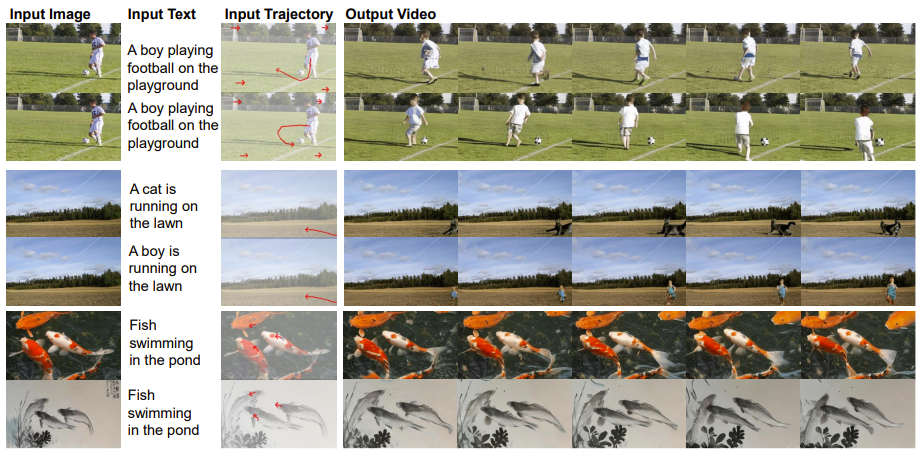 Input Image Input Text Input Trajectory Output Video
A boy playing
football on the
playground
A boy playing
football on the
playground
A cat is
running on
the lawn
A boy is
running on
the lawn
Fish
swimming
in the pond
Fish
swimming
in the pond